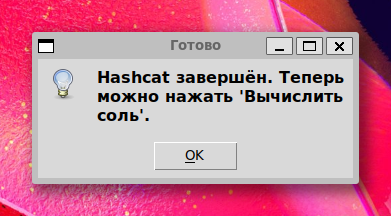 Готово
Hashcat завершён. Теперь
можно нажать 'Вычислить
соль'.
OK